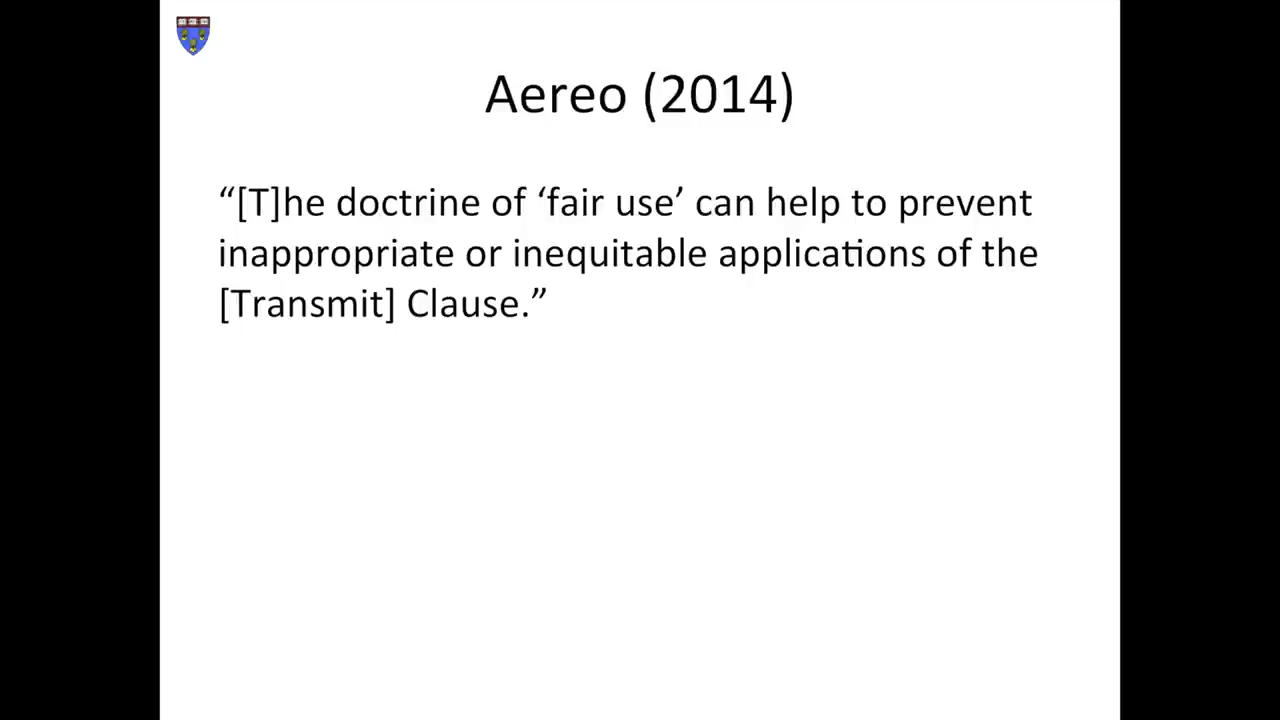 Aereo (2014)
“[T]he doctrine of ‘fair use’ can help to prevent
inappropriate or inequitable applications of the
[Transmit] Clause.”